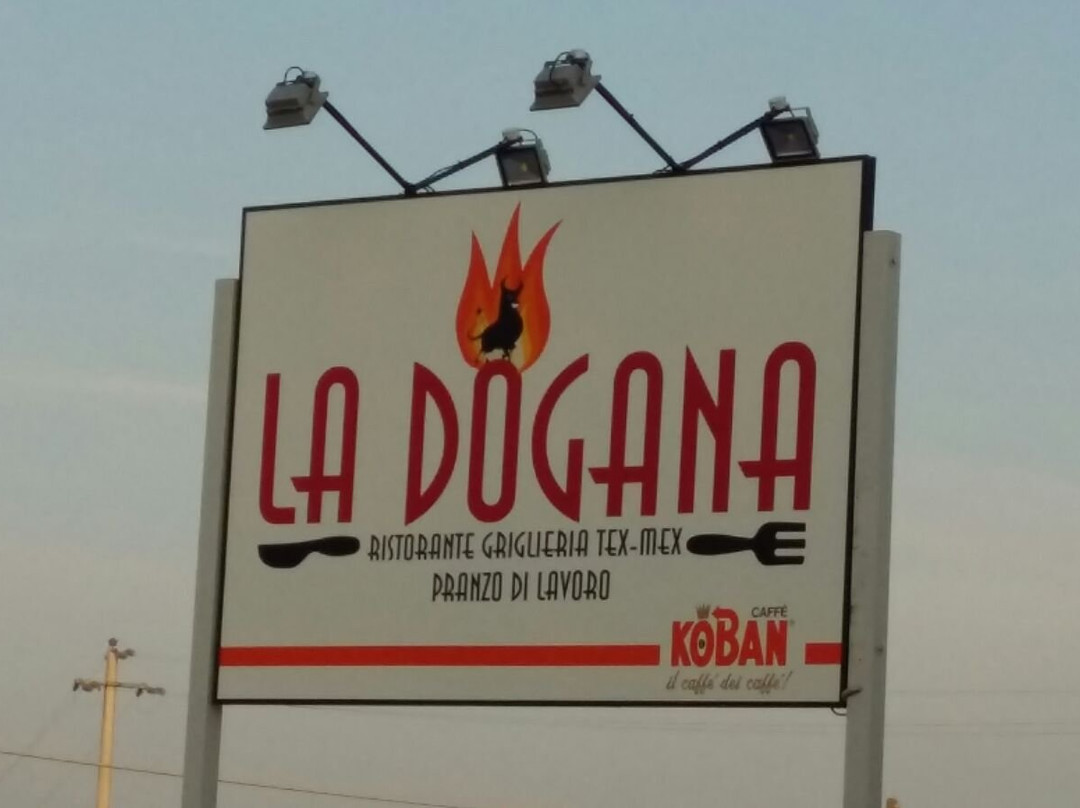 LA DOGANA
RISTORANTE GRIGLIERIA TEX-MEX
PRANZO DI LAVORO
CAFFÈ
KOBAN®
il caffè dei caffè!